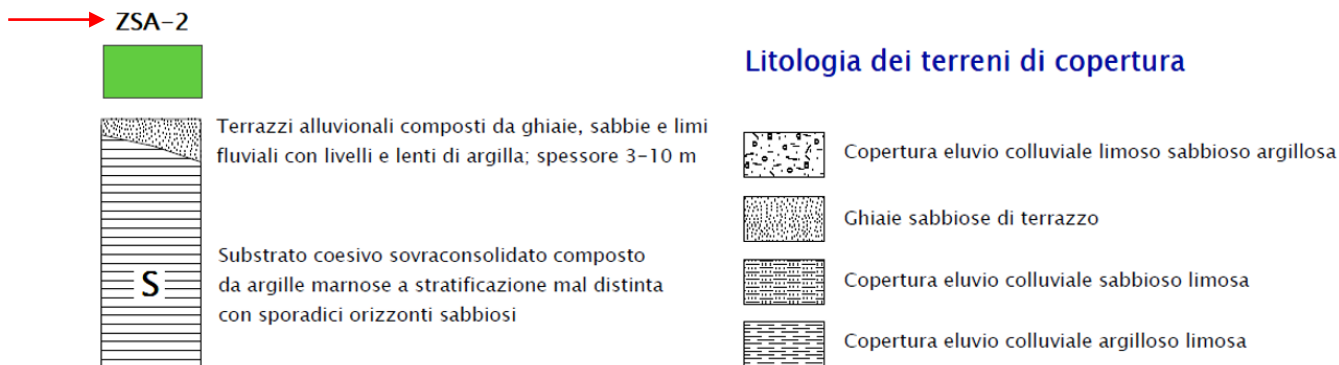 ZSA-2
Terrazzi alluvionali composti da ghiaie, sabbie e limi
fluviali con livelli e lenti di argilla; spessore 3-10 m
S
Substrato coesivo sovraconsolidato composto
da argille marnose a stratificazione mal distinta
con sporadici orizzonti sabbiosi
Litologia dei terreni di copertura
Copertura eluvio colluviale limoso sabbioso argillosa
Ghiaie sabbiose di terrazzo
Copertura eluvio colluviale sabbioso limosa
Copertura eluvio colluviale argilloso limosa